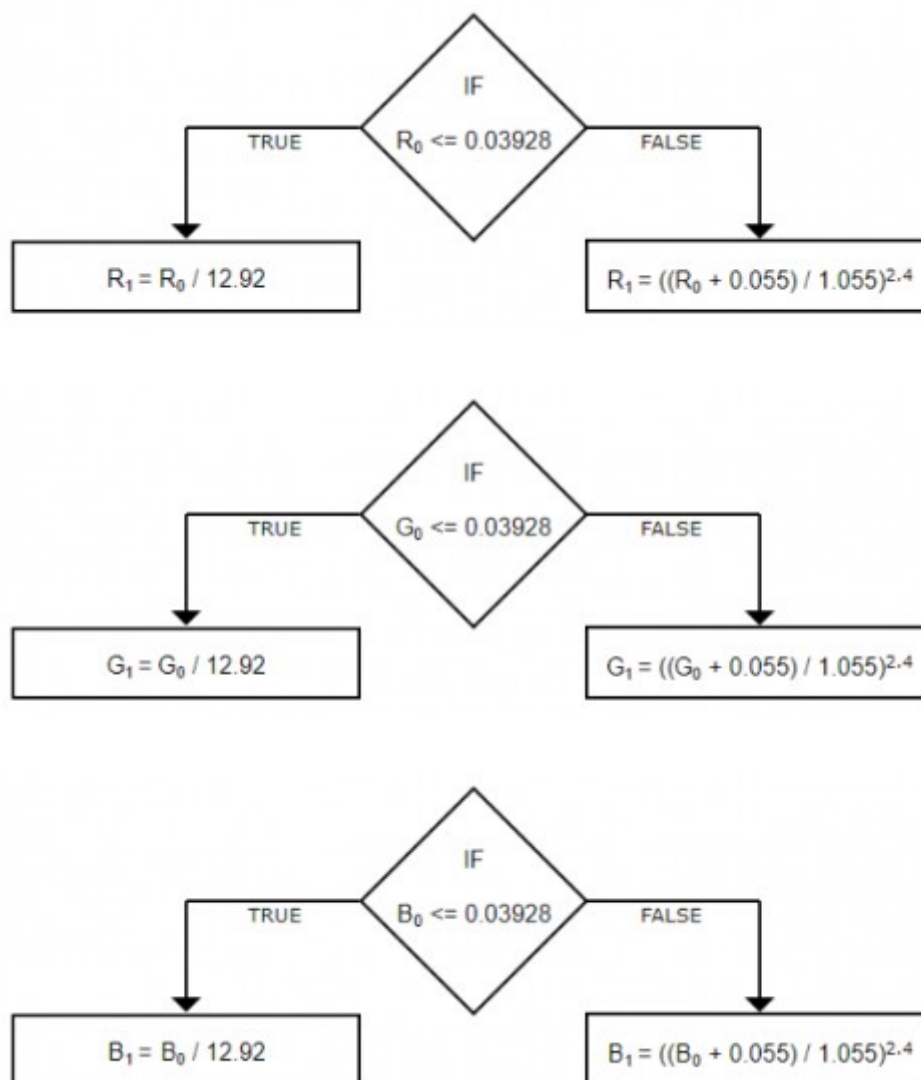 IF
R₀ <= 0.03928
TRUE
FALSE
R₁ = R₀ / 12.92
R₁ = ((R₀ + 0.055) / 1.055)²·⁴
IF
G₀ <= 0.03928
TRUE
FALSE
G₁ = G₀ / 12.92
G₁ = ((G₀ + 0.055) / 1.055)²·⁴
IF
B₀ <= 0.03928
TRUE
FALSE
B₁ = B₀ / 12.92
B₁ = ((B₀ + 0.055) / 1.055)²·⁴